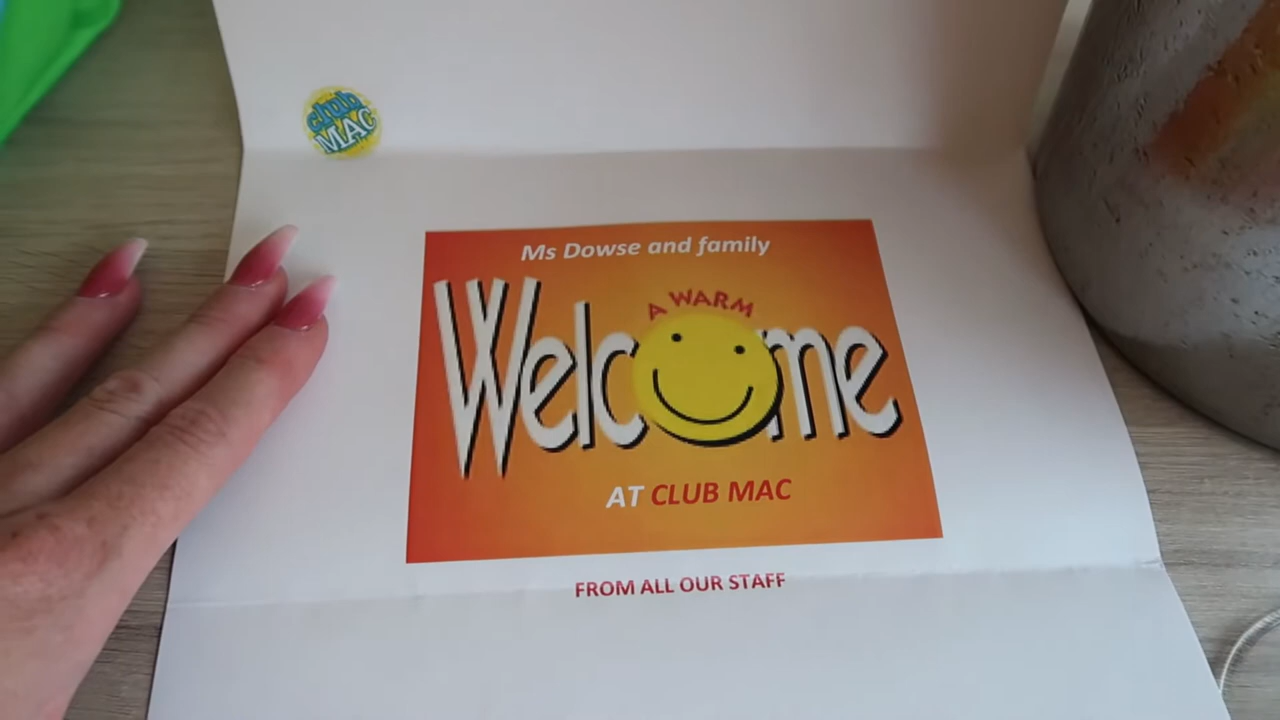 club
MAC
Ms Dowse and family
A WARM
Welcome
AT CLUB MAC
FROM ALL OUR STAFF